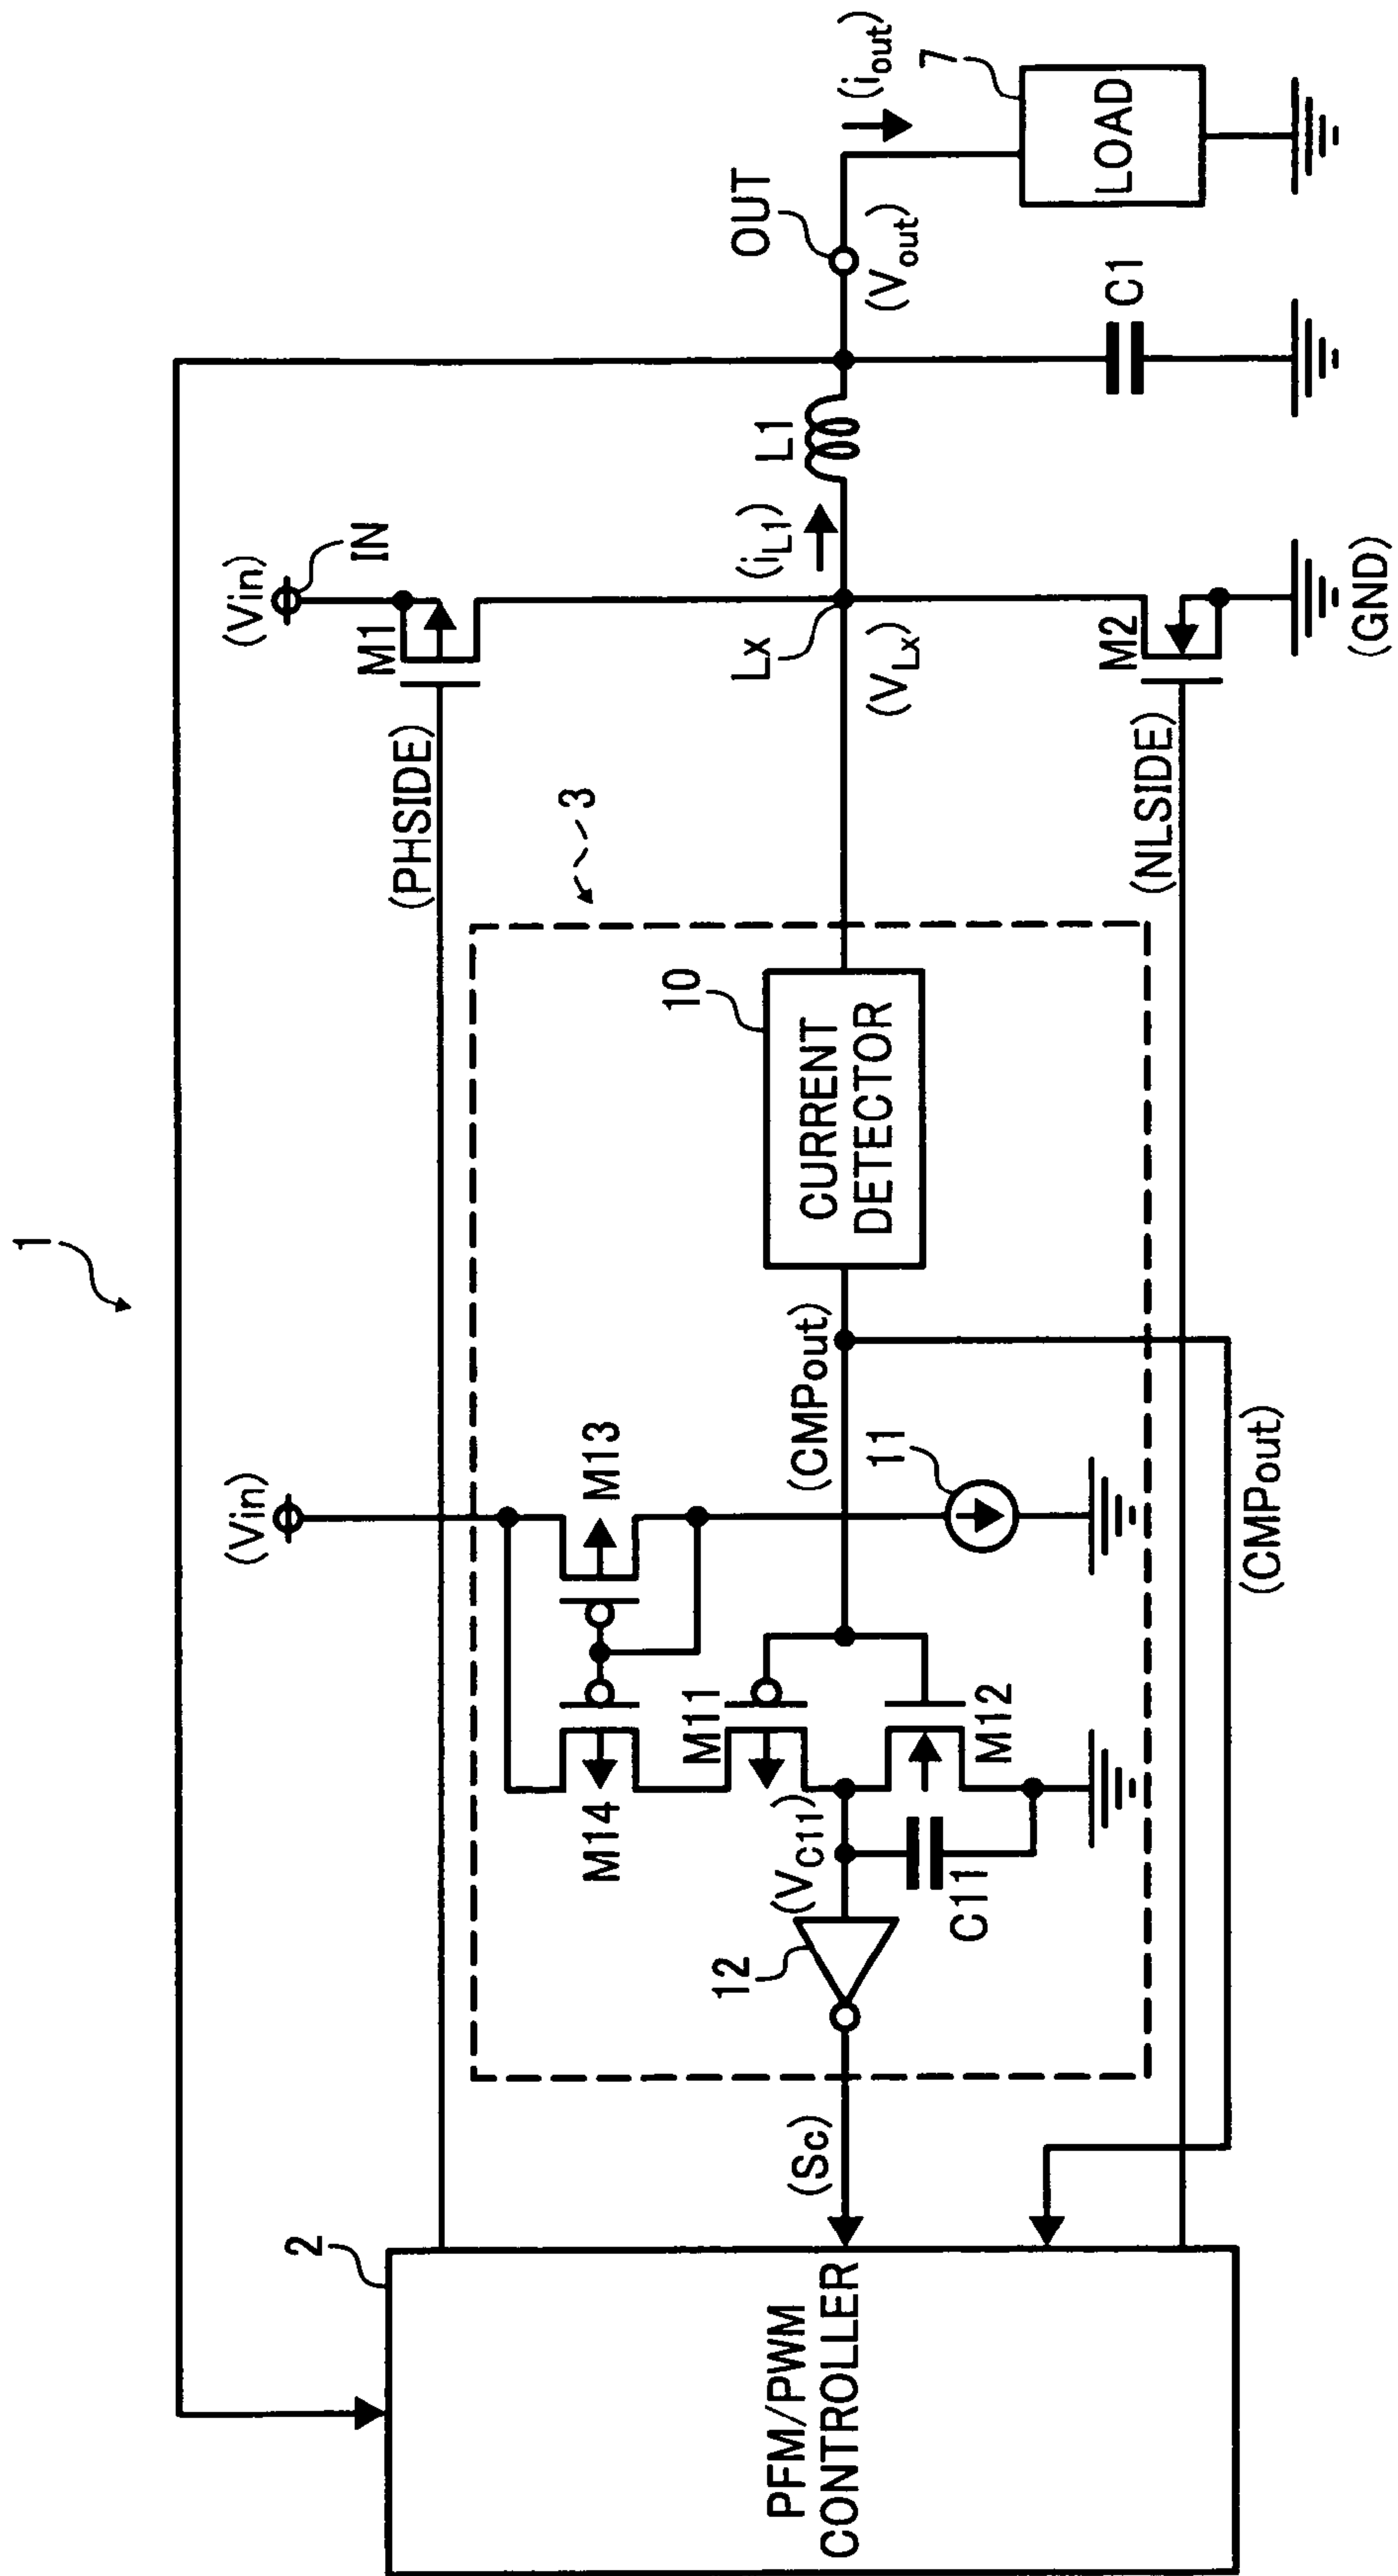 1
(Vin)
(Vin)
IN
2
(PHSIDE)
M1
M13
M14
3
OUT
(iout)
7
LOAD
PFM/PWM
CONTROLLER
(Sc)
12
(VC11)
M11
M12
C11
(CMPout)
11
10
CURRENT
DETECTOR
Lx
(VLx)
(iL1)
L1
(Vout)
C1
(NLSIDE)
M2
(CMPout)
(GND)